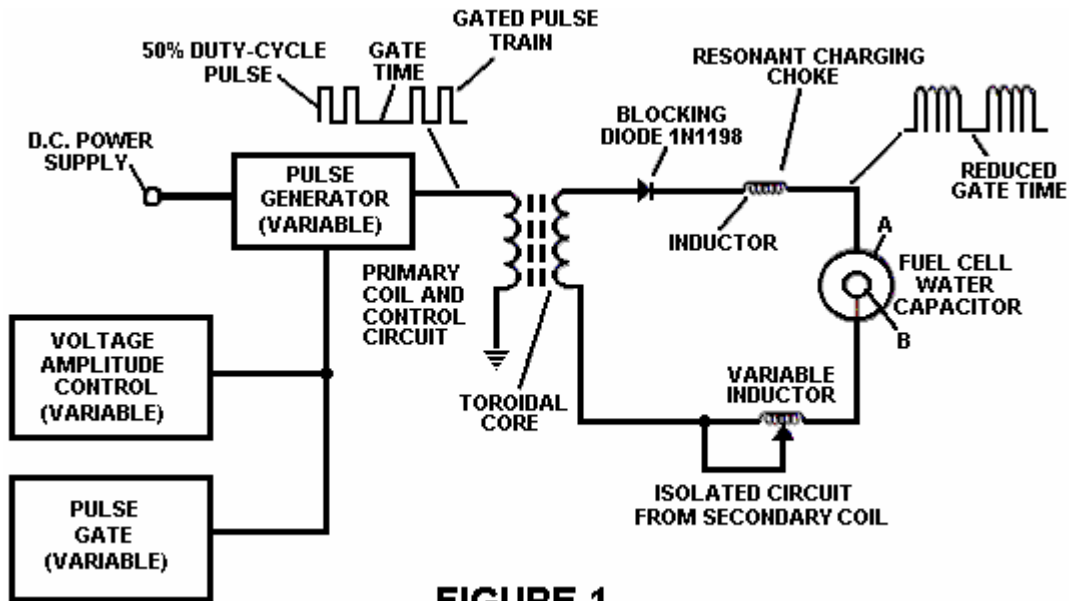 GATED PULSE
TRAIN
50% DUTY-CYCLE
PULSE
GATE
TIME
RESONANT CHARGING
CHOKE
BLOCKING
DIODE 1N1198
D.C. POWER
SUPPLY
REDUCED
GATE TIME
PULSE
GENERATOR
(VARIABLE)
INDUCTOR
A
FUEL CELL
WATER
CAPACITOR
B
PRIMARY
COIL AND
CONTROL
CIRCUIT
VOLTAGE
AMPLITUDE
CONTROL
(VARIABLE)
TOROIDAL
CORE
VARIABLE
INDUCTOR
ISOLATED CIRCUIT
FROM SECONDARY COIL
PULSE
GATE
(VARIABLE)
FIGURE 1